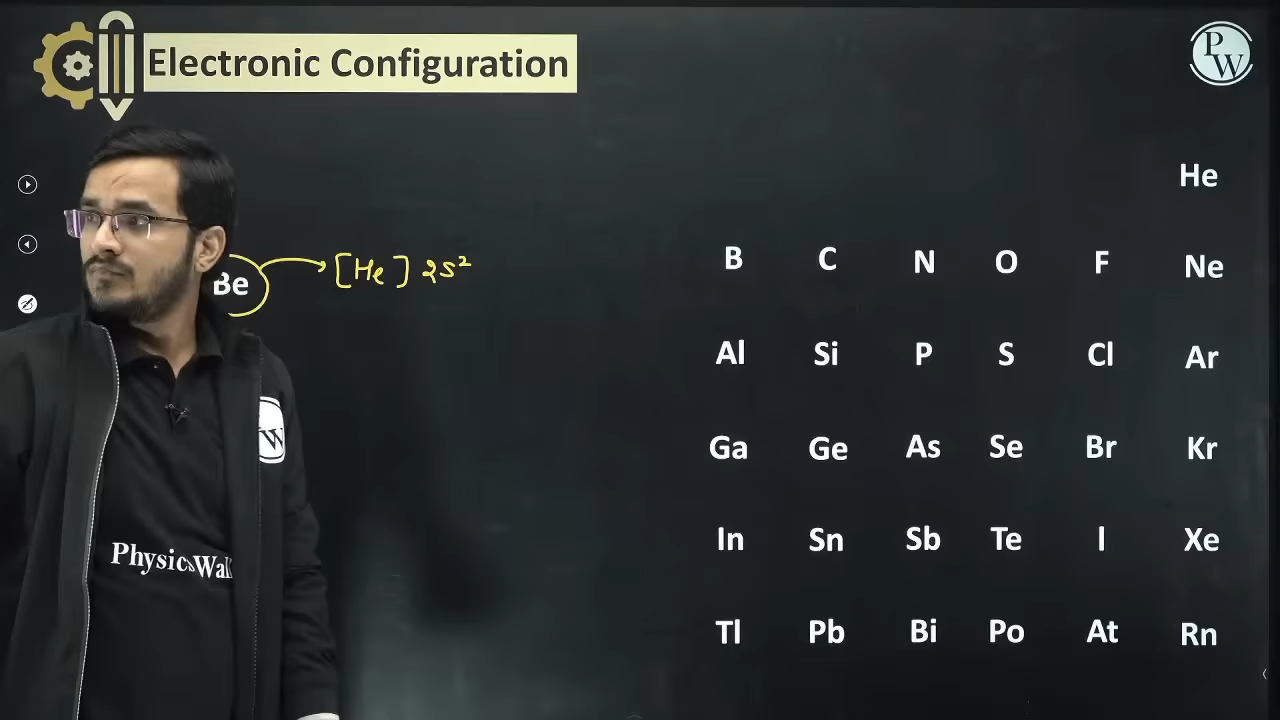 Electronic Configuration
PW
He
Be [He] 2s²
B C N O F Ne
Al Si P S Cl Ar
Ga Ge As Se Br Kr
In Sn Sb Te I Xe
Tl Pb Bi Po At Rn
W